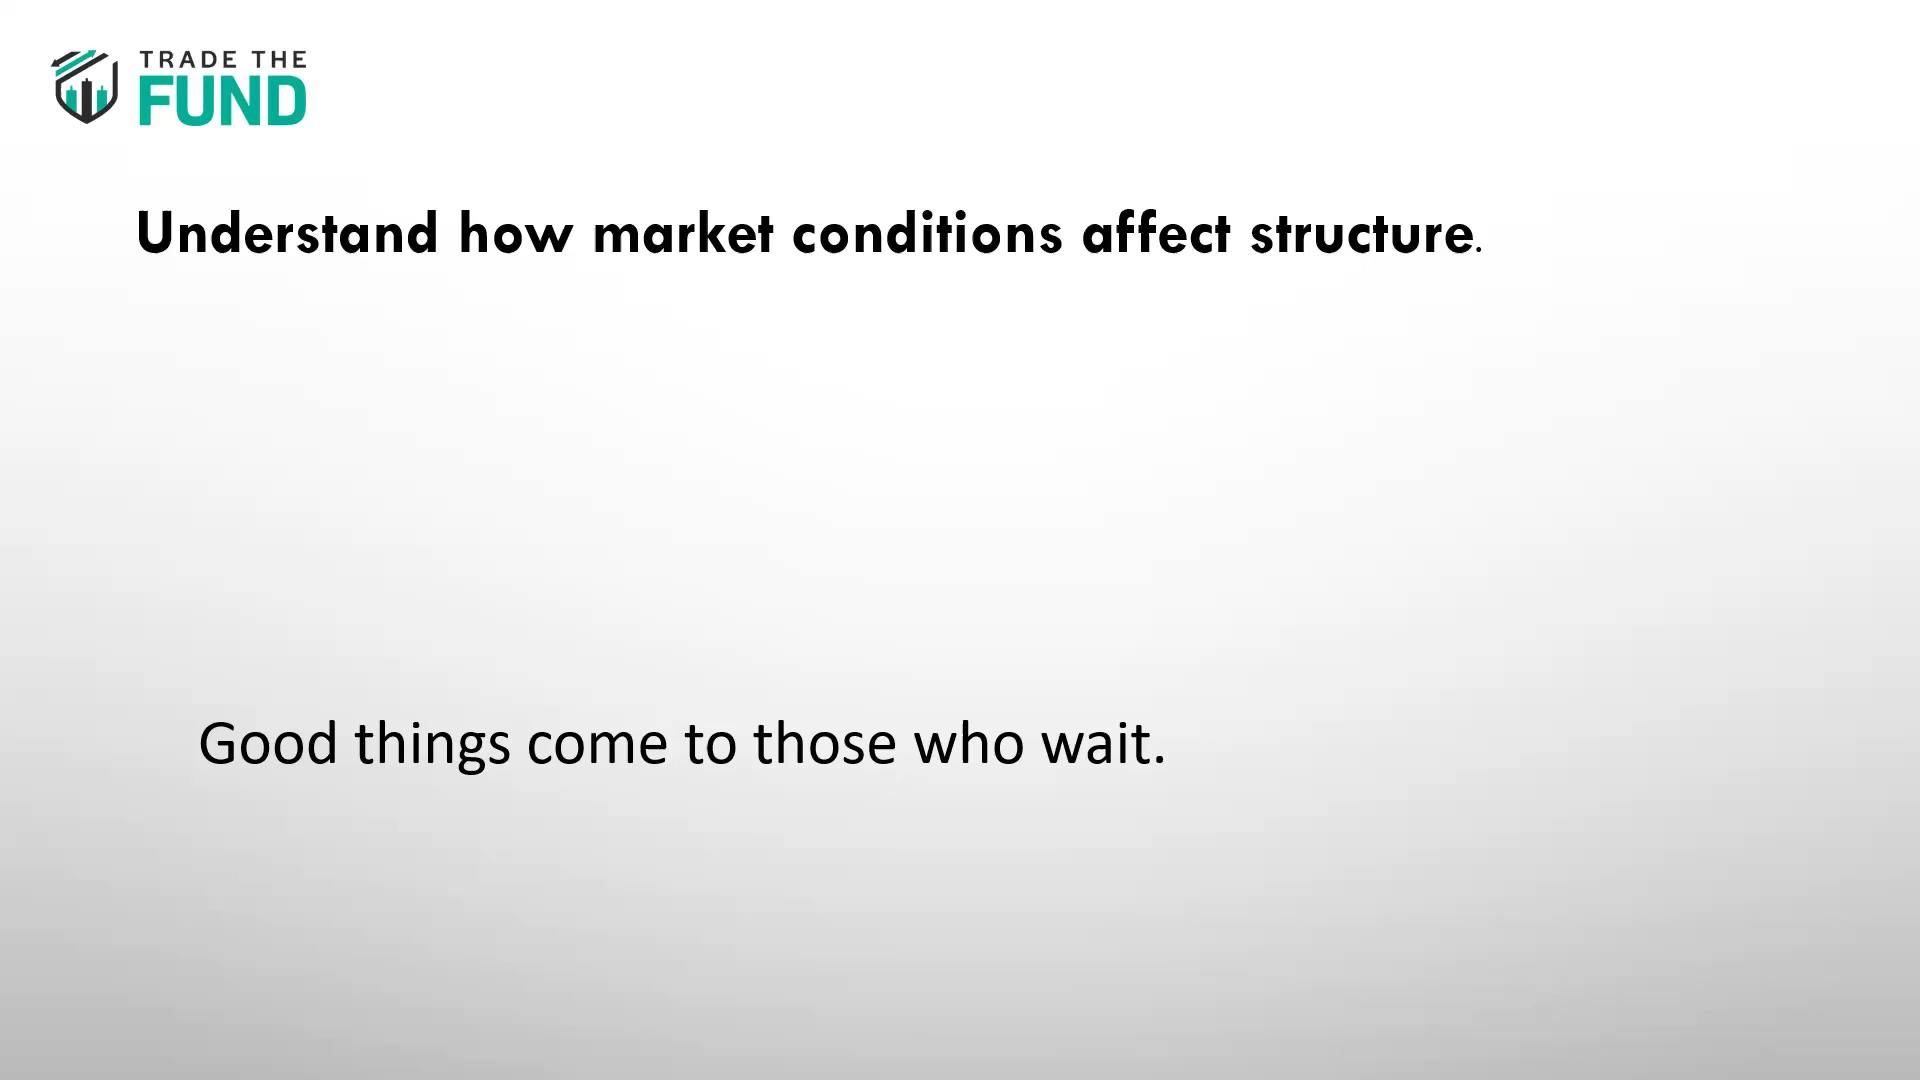 TRADE THE
FUND
Understand how market conditions affect structure.
Good things come to those who wait.